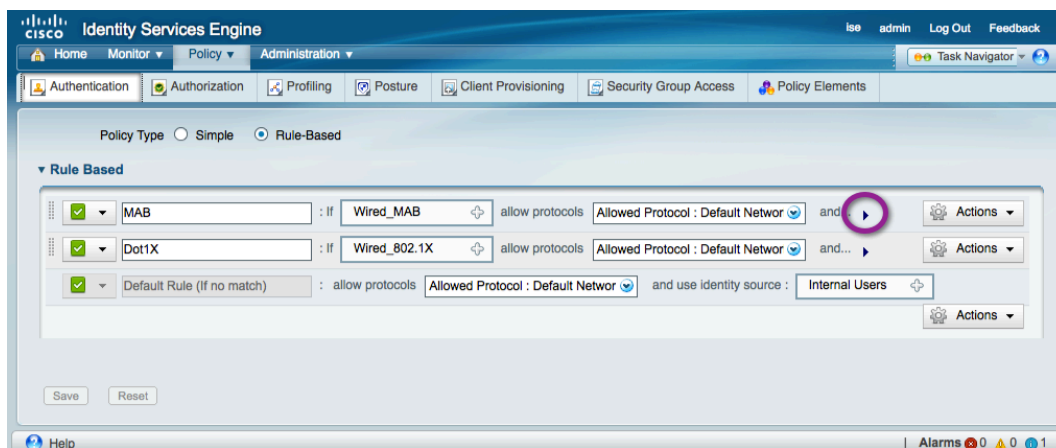 cisco Identity Services Engine ise admin Log Out Feedback
Home Monitor Policy Administration Task Navigator
Authentication Authorization Profiling Posture Client Provisioning Security Group Access Policy Elements
Policy Type Simple Rule-Based
Rule Based
MAB : If Wired_MAB allow protocols Allowed Protocol : Default Networ and... Actions
Dot1X : If Wired_802.1X allow protocols Allowed Protocol : Default Networ and... Actions
Default Rule (If no match) : allow protocols Allowed Protocol : Default Networ and use identity source : Internal Users
Actions
Save Reset
Help | Alarms 0 0 1